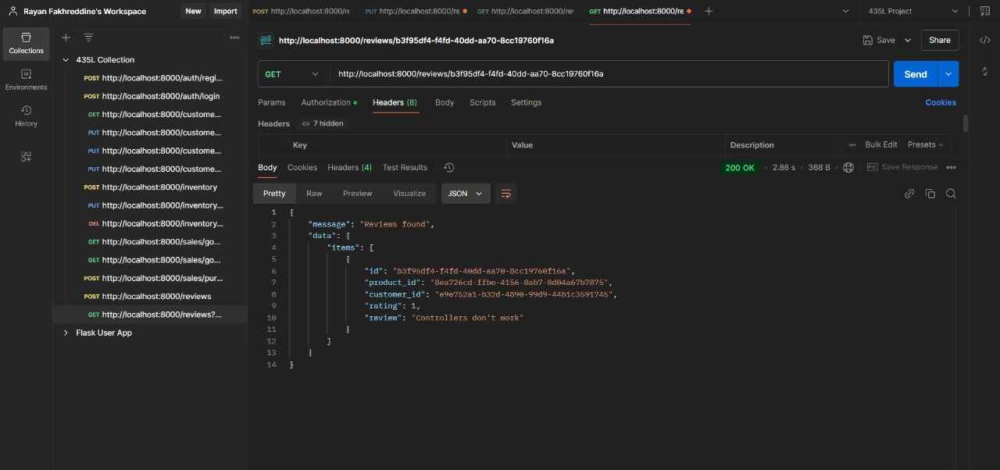 Rayan Fakhreddine's Workspace New Import
POST http://localhost:8000/re PUT http://localhost:8000/re GET http://localhost:8000/rev GET http://localhost:8000/re 435L Project
Collections
Environments
History
435L Collection
POST http://localhost:8000/auth/regi...
POST http://localhost:8000/auth/login
GET http://localhost:8000/custome...
PUT http://localhost:8000/custome...
PUT http://localhost:8000/custome...
PUT http://localhost:8000/custome...
POST http://localhost:8000/inventory
PUT http://localhost:8000/inventory...
DEL http://localhost:8000/inventory...
GET http://localhost:8000/sales/go...
GET http://localhost:8000/sales/go...
POST http://localhost:8000/sales/pur...
POST http://localhost:8000/reviews
GET http://localhost:8000/reviews?...
Flask User App
http://localhost:8000/reviews/b3f95df4-f4fd-40dd-aa70-8cc19760f16a Save Share
GET http://localhost:8000/reviews/b3f95df4-f4fd-40dd-aa70-8cc19760f16a Send
Params Authorization Headers (8) Body Scripts Settings Cookies
Headers 7 hidden
Key Value Description Bulk Edit Presets
Body Cookies Headers (4) Test Results 200 OK 2.86 s 368 B Save Response
Pretty Raw Preview Visualize JSON
1 {
2 "message": "Reviews found",
3 "data": {
4 "items": [
5 {
6 "id": "b3f95df4-f4fd-40dd-aa70-8cc19760f16a",
7 "product_id": "8ea726cd-ffbe-4156-8ab7-8d04a67b7875",
8 "customer_id": "e9e752a1-b32d-4890-99d9-44b1c3591745",
9 "rating": 1,
10 "review": "Controllers don't work"
11 }
12 ]
13 }
14 }